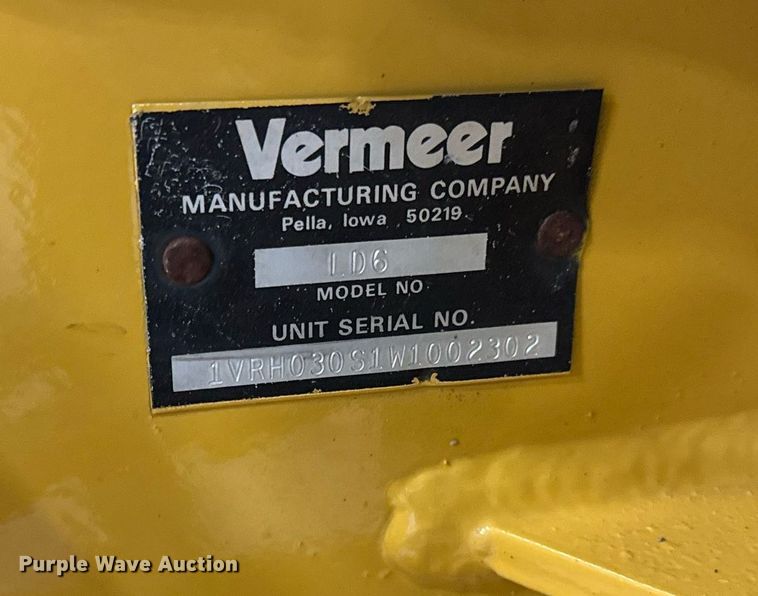 Vermeer
MANUFACTURING COMPANY
Pella, Iowa 50219
LD6
MODEL NO
UNIT SERIAL NO.
1VRH030S1W1002302
Purple Wave Auction